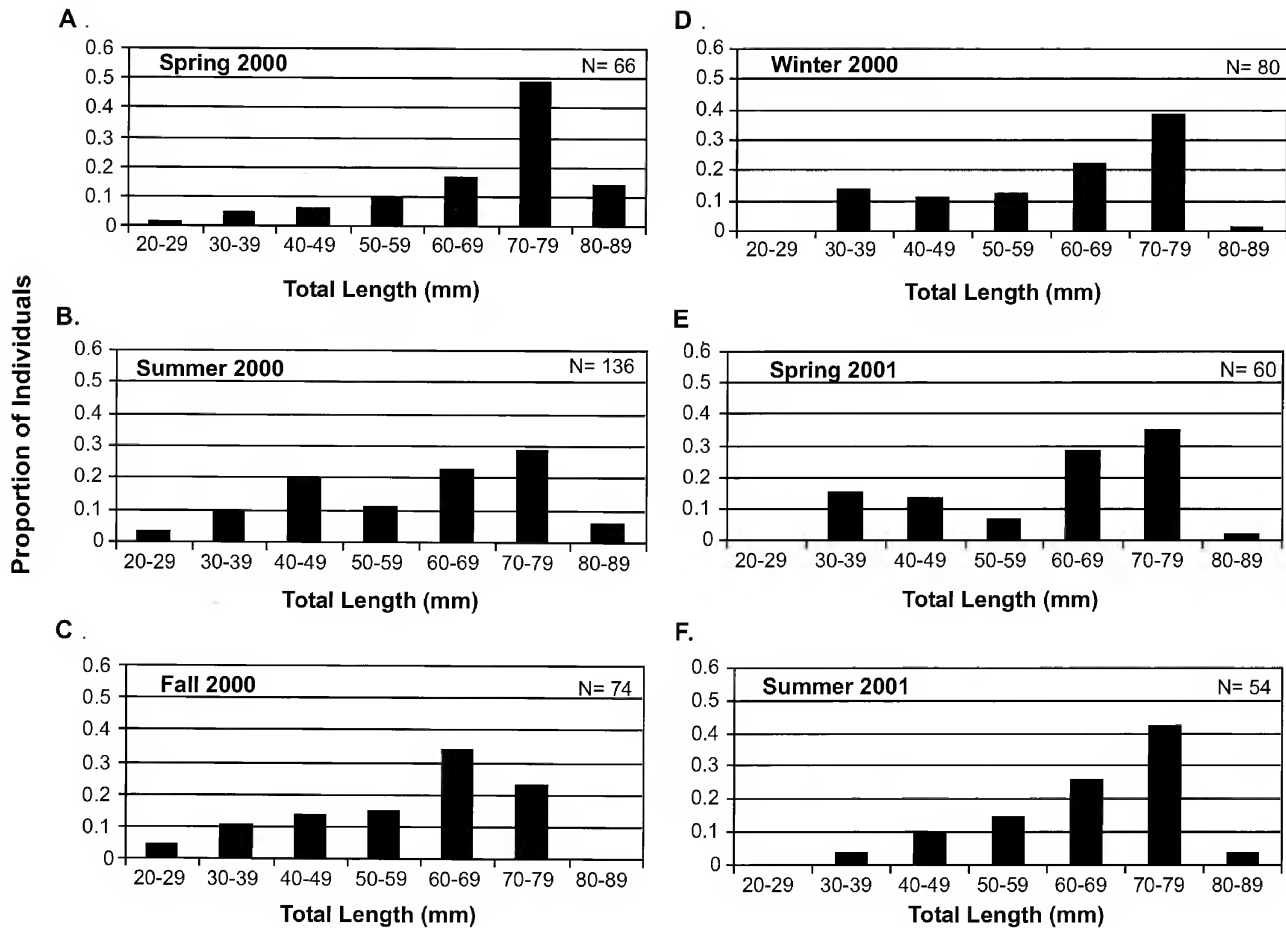 Proportion of Individuals
A .
Spring 2000
N= 66
0.6
0.5
0.4
0.3
0.2
0.1
0
20-29 30-39 40-49 50-59 60-69 70-79 80-89
Total Length (mm)
B.
Summer 2000
N= 136
0.6
0.5
0.4
0.3
0.2
0.1
0
20-29 30-39 40-49 50-59 60-69 70-79 80-89
Total Length (mm)
C .
Fall 2000
N= 74
0.6
0.5
0.4
0.3
0.2
0.1
0
20-29 30-39 40-49 50-59 60-69 70-79 80-89
Total Length (mm)
D .
Winter 2000
N= 80
0.6
0.5
0.4
0.3
0.2
0.1
0
20-29 30-39 40-49 50-59 60-69 70-79 80-89
Total Length (mm)
E
Spring 2001
N= 60
0.6
0.5
0.4
0.3
0.2
0.1
0
20-29 30-39 40-49 50-59 60-69 70-79 80-89
Total Length (mm)
F.
Summer 2001
N= 54
0.6
0.5
0.4
0.3
0.2
0.1
0
20-29 30-39 40-49 50-59 60-69 70-79 80-89
Total Length (mm)